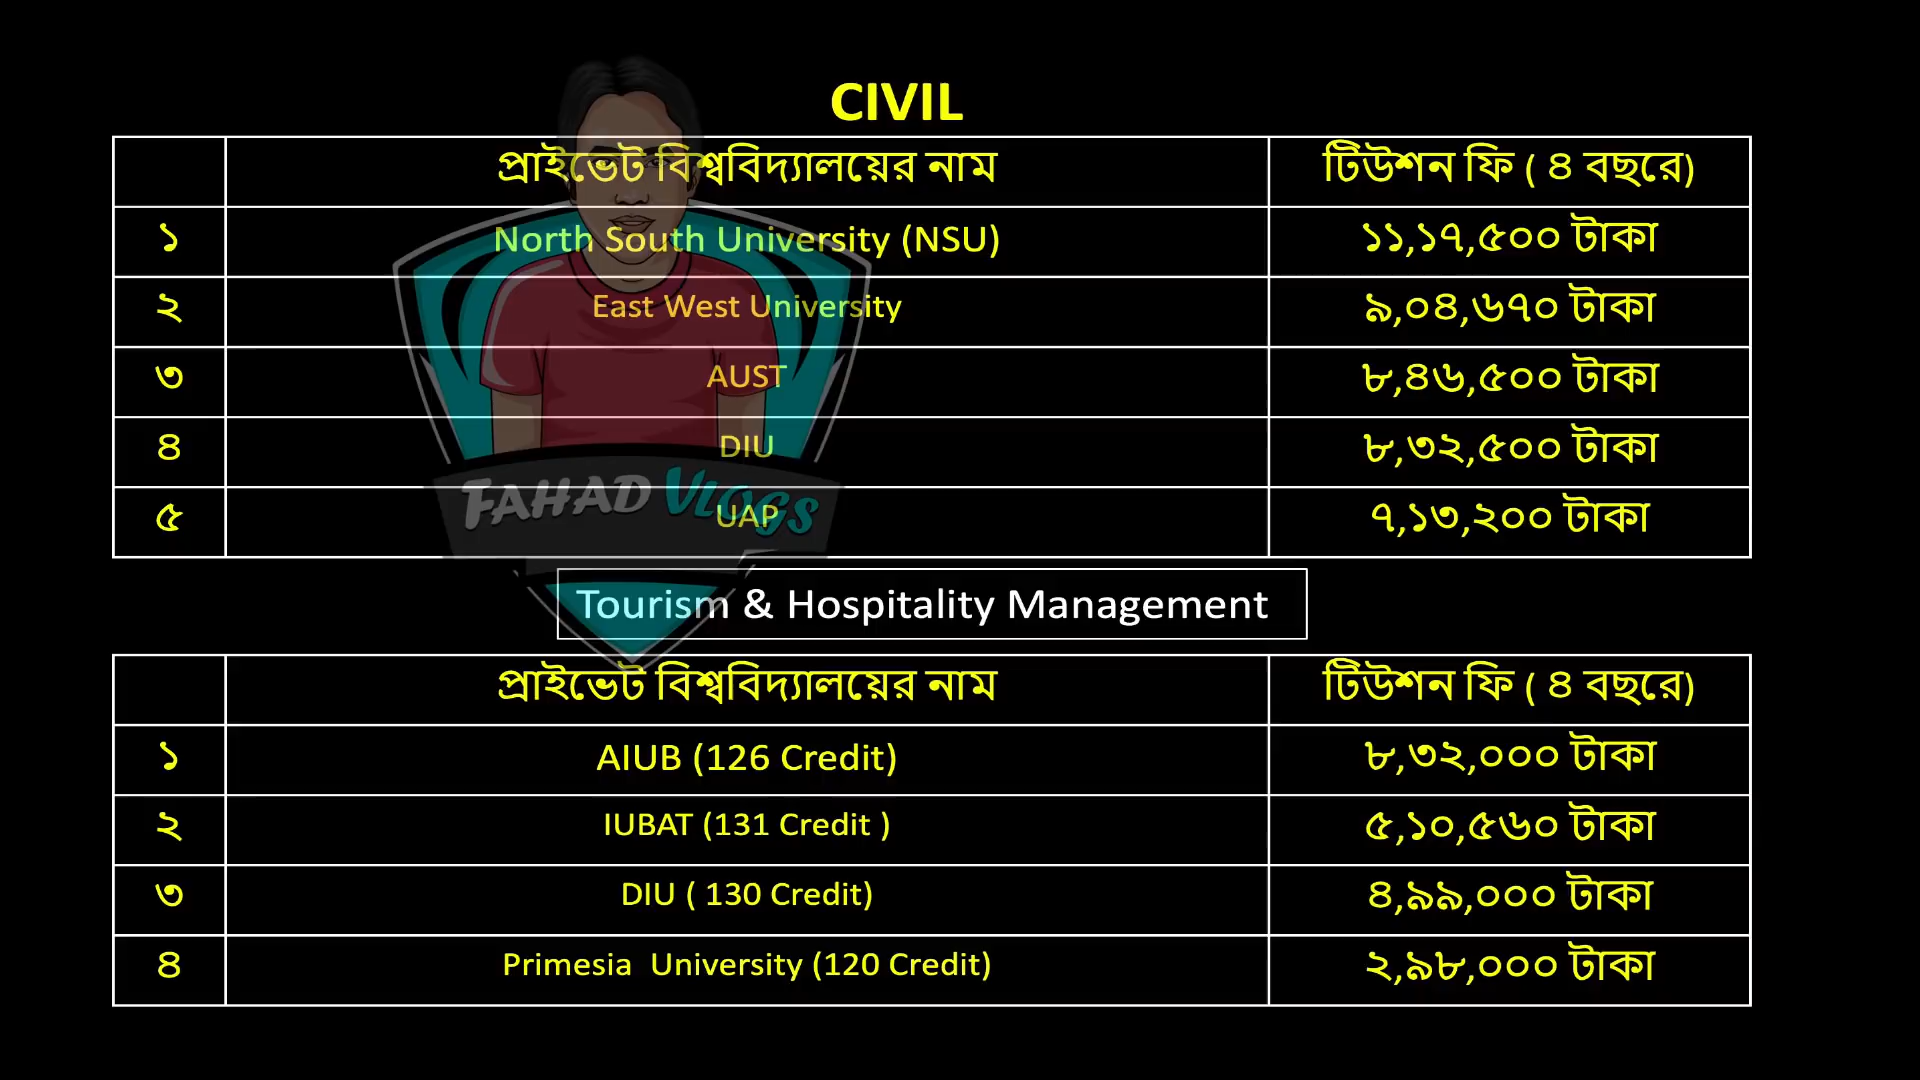 CIVIL
প্রাইভেট বিশ্ববিদ্যালয়ের নাম টিউশন ফি ( ৪ বছরে)
১ North South University (NSU) ১১,১৭,৫০০ টাকা
২ East West University ৯,০৪,৬৭০ টাকা
৩ AUST ৮,৪৬,৫০০ টাকা
৪ DIU ৮,৩২,৫০০ টাকা
FAHAD Vlogs
৫ UAP ৭,১৩,২০০ টাকা
Tourism & Hospitality Management
প্রাইভেট বিশ্ববিদ্যালয়ের নাম টিউশন ফি ( ৪ বছরে)
১ AIUB (126 Credit) ৮,৩২,০০০ টাকা
২ IUBAT (131 Credit ) ৫,১০,৫৬০ টাকা
৩ DIU ( 130 Credit) ৪,৯৯,০০০ টাকা
৪ Primesia  University (120 Credit) ২,৯৮,০০০ টাকা